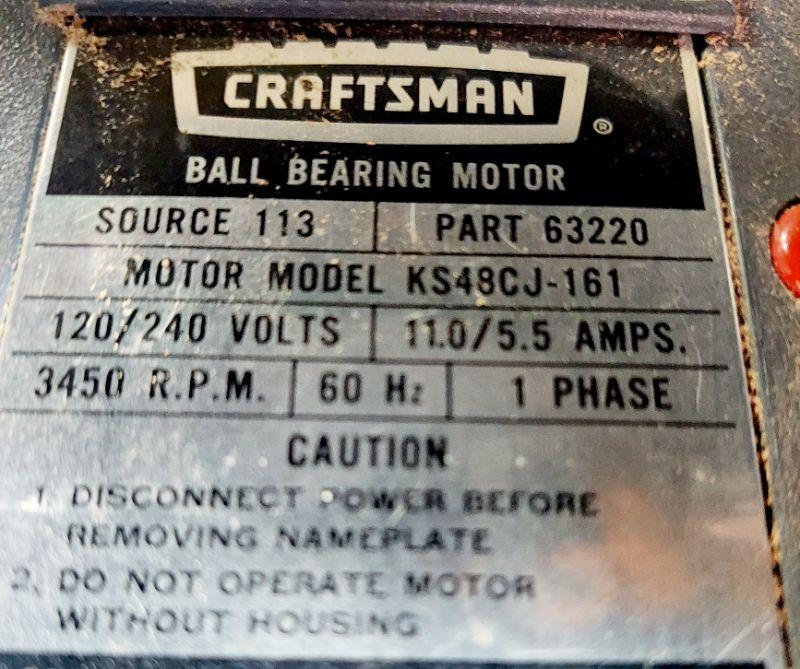 CRAFTSMAN ®
BALL BEARING MOTOR
SOURCE 113 PART 63220
MOTOR MODEL KS48CJ-161
120/240 VOLTS 11.0/5.5 AMPS.
3450 R.P.M. 60 Hz 1 PHASE
CAUTION
1. DISCONNECT POWER BEFORE
REMOVING NAMEPLATE
2. DO NOT OPERATE MOTOR
WITHOUT HOUSING